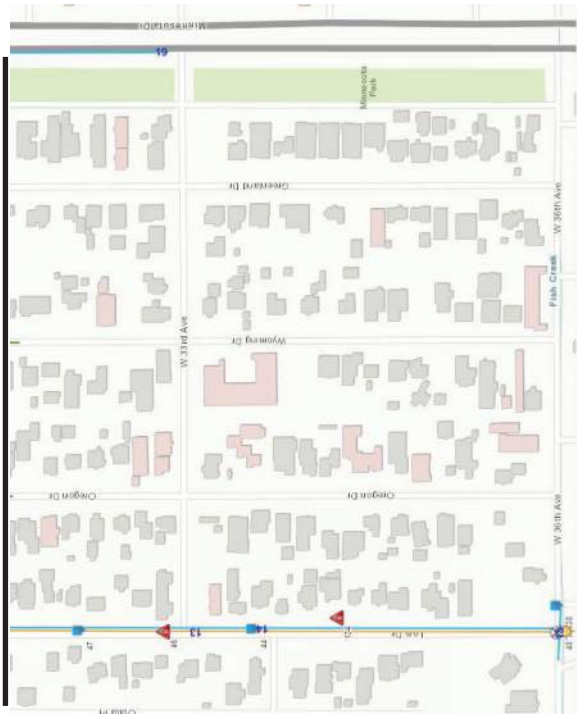 Minnesota Dr
19
Minnesota
Park
Greenland Dr
W 36th Ave
Fish Creek
W 33rd Ave
Wyoming Dr
Oregon Dr
Oregon Dr
W 36th Ave
13
14
Lois Dr
47
46
44